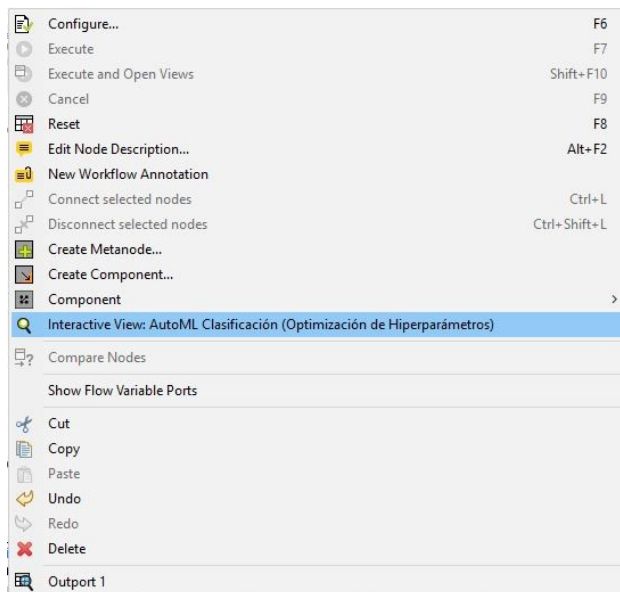 Configure... F6
Execute F7
Execute and Open Views Shift+F10
Cancel F9
Reset F8
Edit Node Description... Alt+F2
New Workflow Annotation
Connect selected nodes Ctrl+L
Disconnect selected nodes Ctrl+Shift+L
Create Metanode...
Create Component...
Component
Interactive View: AutoML Clasificación (Optimización de Hiperparámetros)
Compare Nodes
Show Flow Variable Ports
Cut
Copy
Paste
Undo
Redo
Delete
Outport 1